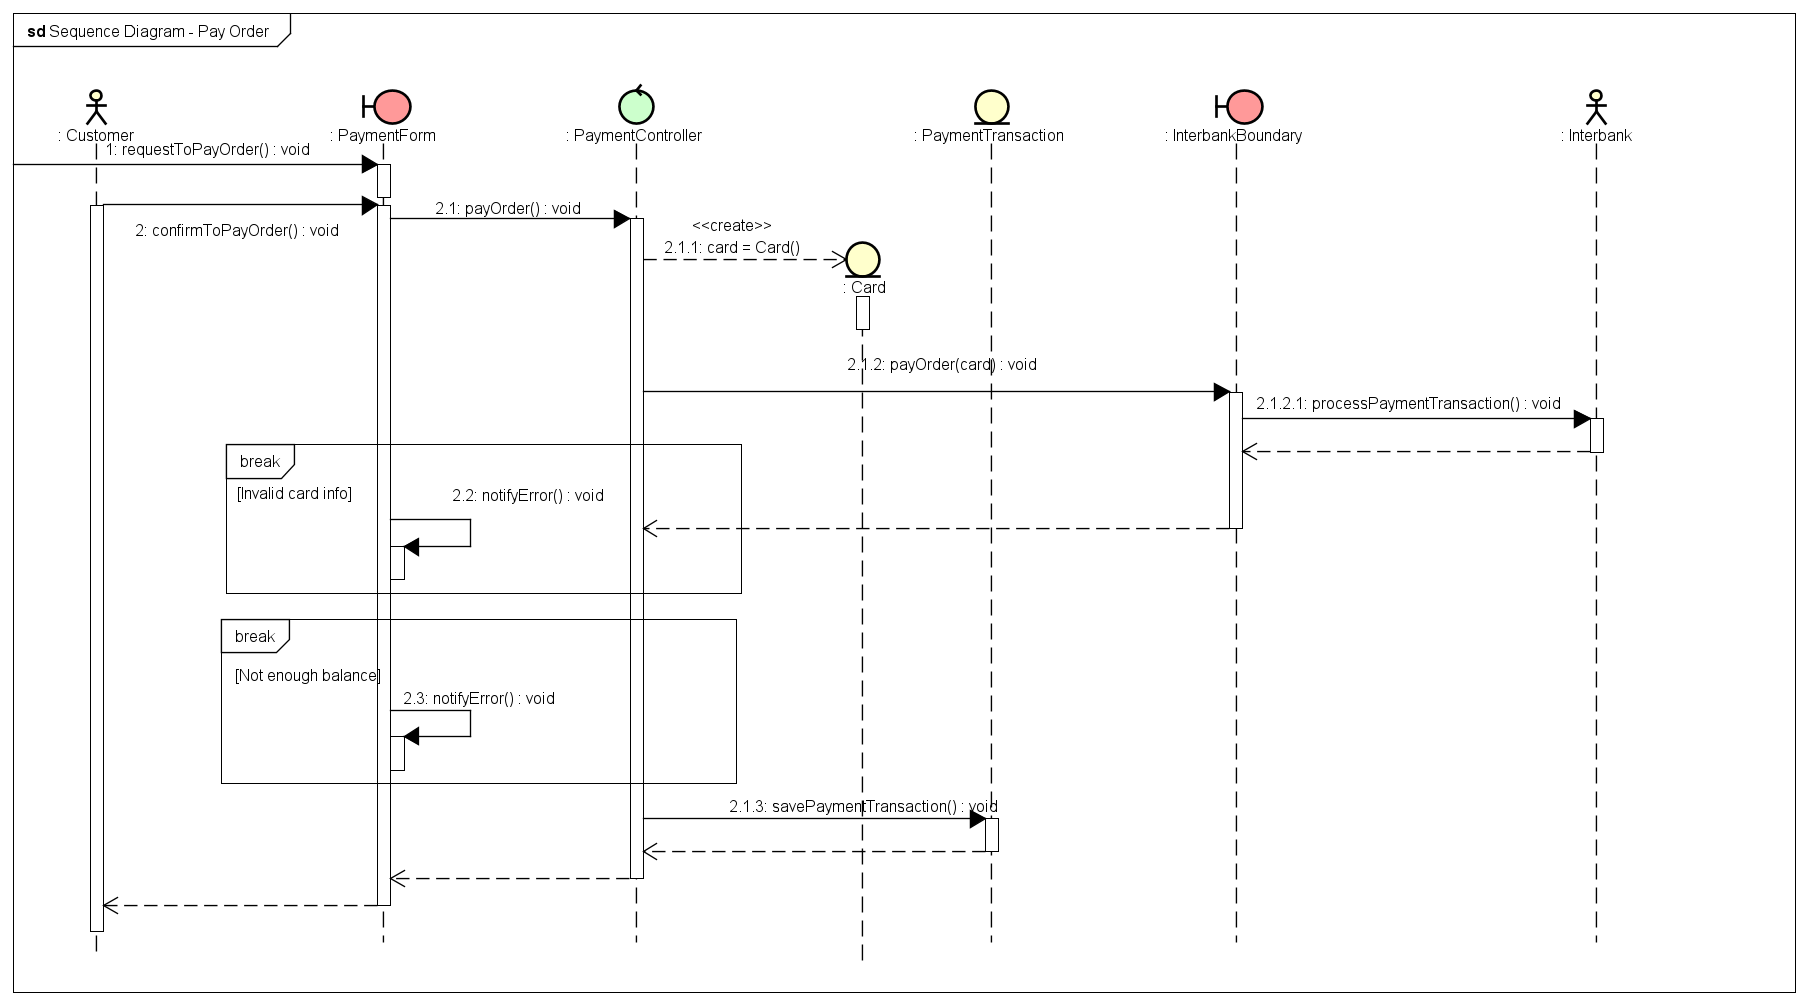 sd Sequence Diagram - Pay Order
: Customer
: PaymentForm
: PaymentController
: PaymentTransaction
: InterbankBoundary
: Interbank
1: requestToPayOrder() : void
2: confirmToPayOrder() : void
2.1: payOrder() : void
<<create>>
2.1.1: card = Card()
: Card
2.1.2: payOrder(card) : void
2.1.2.1: processPaymentTransaction() : void
break
[Invalid card info]
2.2: notifyError() : void
break
[Not enough balance]
2.3: notifyError() : void
2.1.3: savePaymentTransaction() : void